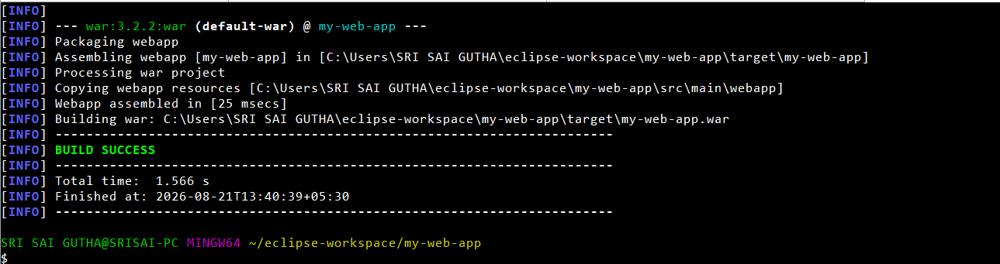 [INFO]
[INFO] --- war:3.2.2:war (default-war) @ my-web-app ---
[INFO] Packaging webapp
[INFO] Assembling webapp [my-web-app] in [C:\Users\SRI SAI GUTHA\eclipse-workspace\my-web-app\target\my-web-app]
[INFO] Processing war project
[INFO] Copying webapp resources [C:\Users\SRI SAI GUTHA\eclipse-workspace\my-web-app\src\main\webapp]
[INFO] Webapp assembled in [25 msecs]
[INFO] Building war: C:\Users\SRI SAI GUTHA\eclipse-workspace\my-web-app\target\my-web-app.war
[INFO] ------------------------------------------------------------------------
[INFO] BUILD SUCCESS
[INFO] ------------------------------------------------------------------------
[INFO] Total time:  1.566 s
[INFO] Finished at: 2026-08-21T13:40:39+05:30
[INFO] ------------------------------------------------------------------------
SRI SAI GUTHA@SRISAI-PC MINGW64 ~/eclipse-workspace/my-web-app
$